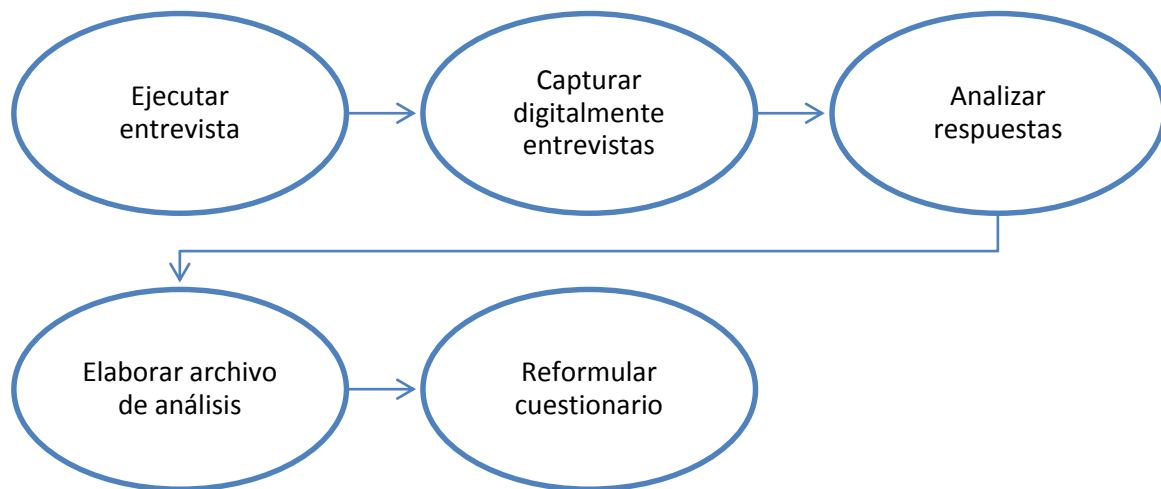 Ejecutar
entrevista
Capturar
digitalmente
entrevistas
Analizar
respuestas
Elaborar archivo
de análisis
Reformular
cuestionario